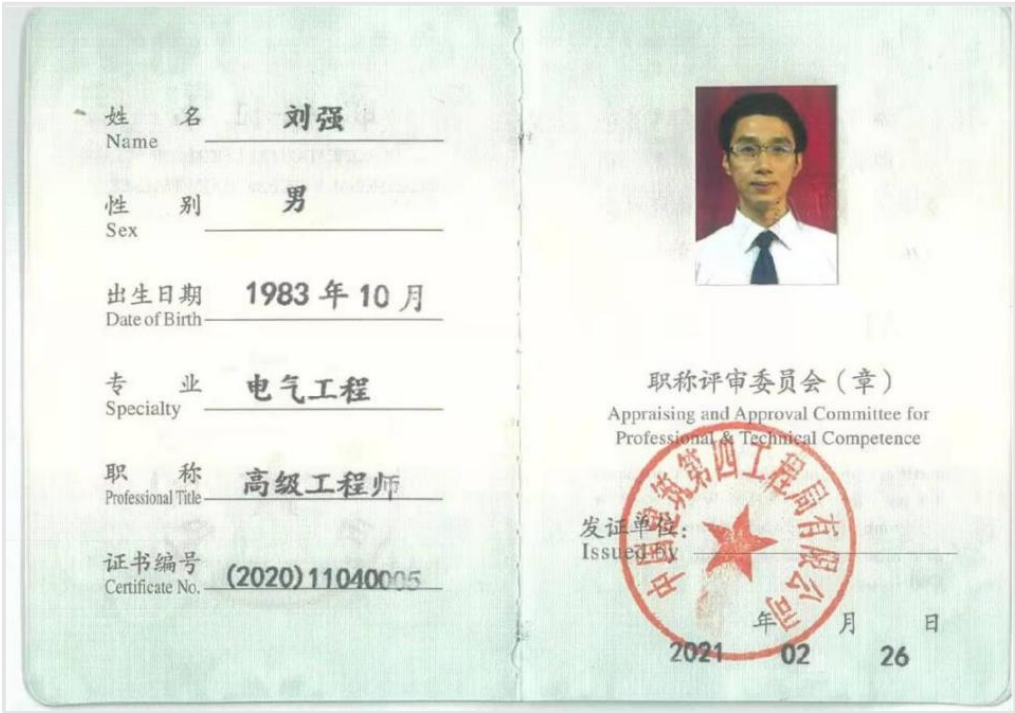 姓 名 刘强
Name
性 别 男
Sex
出生日期 1983 年 10 月
Date of Birth
专 业 电气工程
Specialty
职 称 高级工程师
Professional Title
证书编号 (2020)11040005
Certificate No.
职称评审委员会（章）
Appraising and Approval Committee for
Professional & Technical Competence
中国建筑第四工程局有限公司
发证单位：
Issued by
年 月 日
2021 02 26